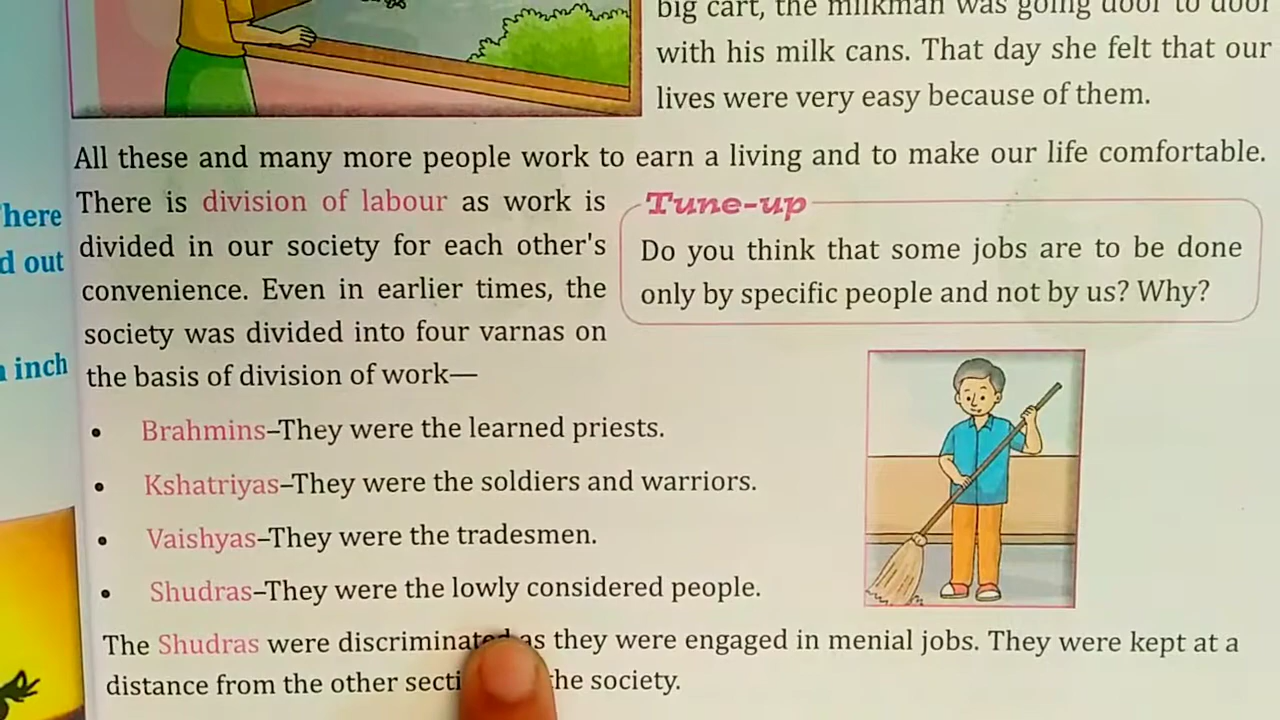 big cart, the milkman was going door to door
with his milk cans. That day she felt that our
lives were very easy because of them.
All these and many more people work to earn a living and to make our life comfortable.
There is division of labour as work is
divided in our society for each other's
convenience. Even in earlier times, the
society was divided into four varnas on
the basis of division of work—
Tune-up
Do you think that some jobs are to be done
only by specific people and not by us? Why?
• Brahmins–They were the learned priests.
• Kshatriyas–They were the soldiers and warriors.
• Vaishyas–They were the tradesmen.
• Shudras–They were the lowly considered people.
The Shudras were discriminated as they were engaged in menial jobs. They were kept at a
distance from the other the society.
here
d out
inch